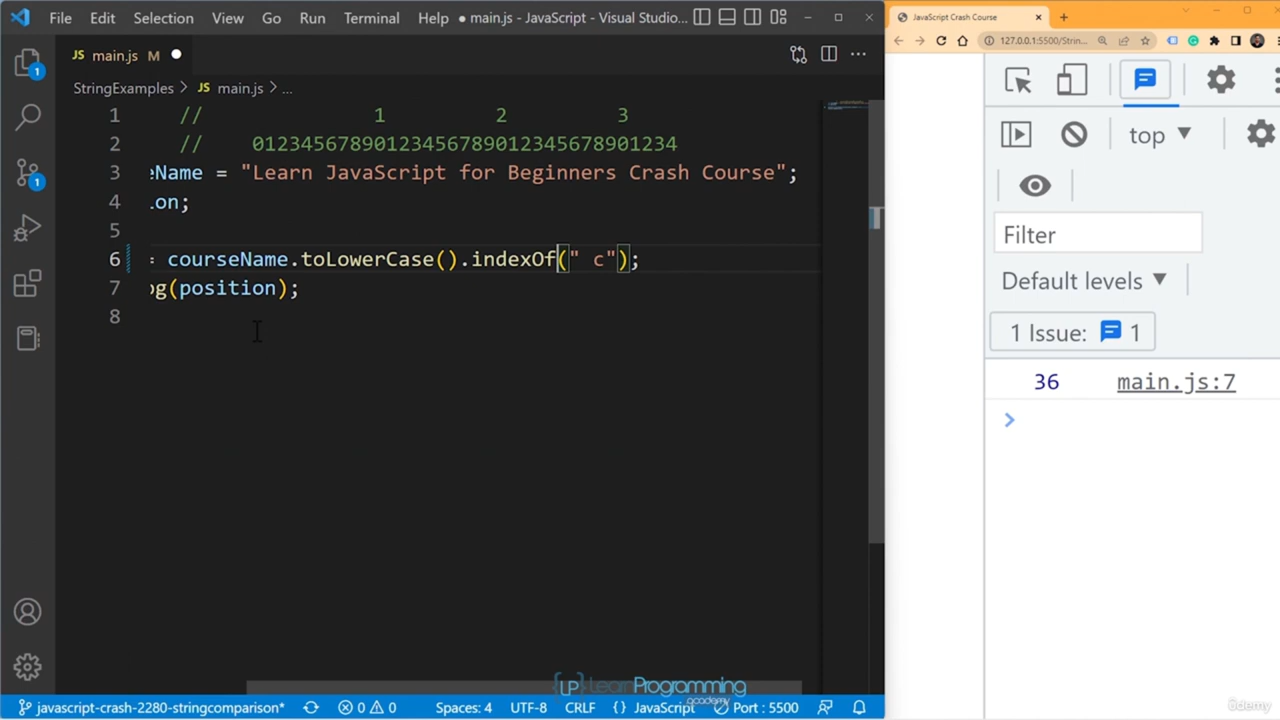 File Edit Selection View Go Run Terminal Help ● main.js - JavaScript - Visual Studio...
JS main.js M
StringExamples > JS main.js > ...
1 // 1 2 3
2 // 01234567890123456789012345678901234
3 eName = "Learn JavaScript for Beginners Crash Course";
4 .on;
5
6 = courseName.toLowerCase().indexOf(" c");
7 og(position);
8
1
1
{LP} LearnProgramming
academy
javascript-crash-2280-stringcomparison* 0 0 Spaces: 4 UTF-8 CRLF {} JavaScript Port : 5500
JavaScript Crash Course
127.0.0.1:5500/Strin...
top
Filter
Default levels
1 Issue: 1
36 main.js:7
ûdemy